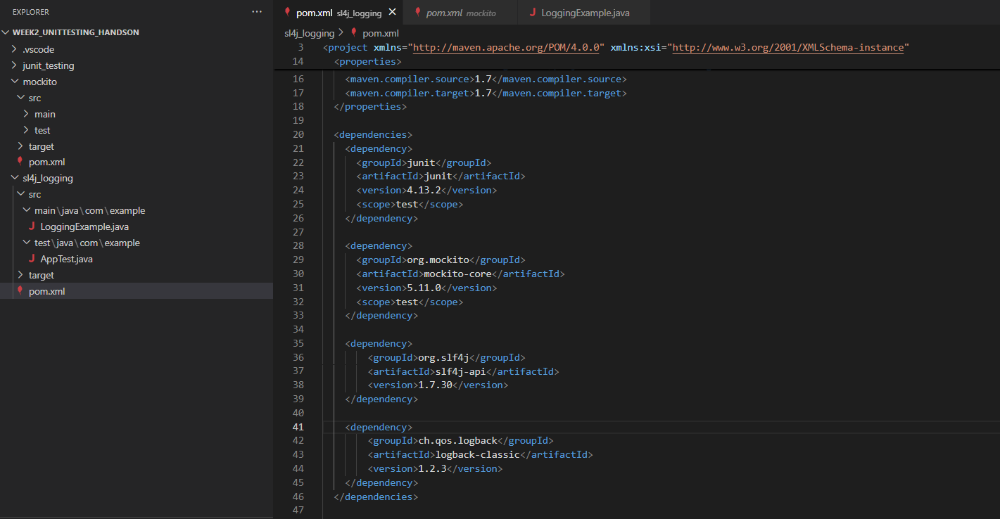 EXPLORER
···
WEEK2_UNITTESTING_HANDSON
.vscode
junit_testing
mockito
src
main
test
target
pom.xml
sl4j_logging
src
main\java\com\example
LoggingExample.java
test\java\com\example
AppTest.java
target
pom.xml
pom.xml sl4j_logging
pom.xml mockito
LoggingExample.java
sl4j_logging > pom.xml
3 <project xmlns="http://maven.apache.org/POM/4.0.0" xmlns:xsi="http://www.w3.org/2001/XMLSchema-instance"
14 <properties>
16 <maven.compiler.source>1.7</maven.compiler.source>
17 <maven.compiler.target>1.7</maven.compiler.target>
18 </properties>
19
20 <dependencies>
21 <dependency>
22 <groupId>junit</groupId>
23 <artifactId>junit</artifactId>
24 <version>4.13.2</version>
25 <scope>test</scope>
26 </dependency>
27
28 <dependency>
29 <groupId>org.mockito</groupId>
30 <artifactId>mockito-core</artifactId>
31 <version>5.11.0</version>
32 <scope>test</scope>
33 </dependency>
34
35 <dependency>
36 <groupId>org.slf4j</groupId>
37 <artifactId>slf4j-api</artifactId>
38 <version>1.7.30</version>
39 </dependency>
40
41 <dependency>
42 <groupId>ch.qos.logback</groupId>
43 <artifactId>logback-classic</artifactId>
44 <version>1.2.3</version>
45 </dependency>
46 </dependencies>
47